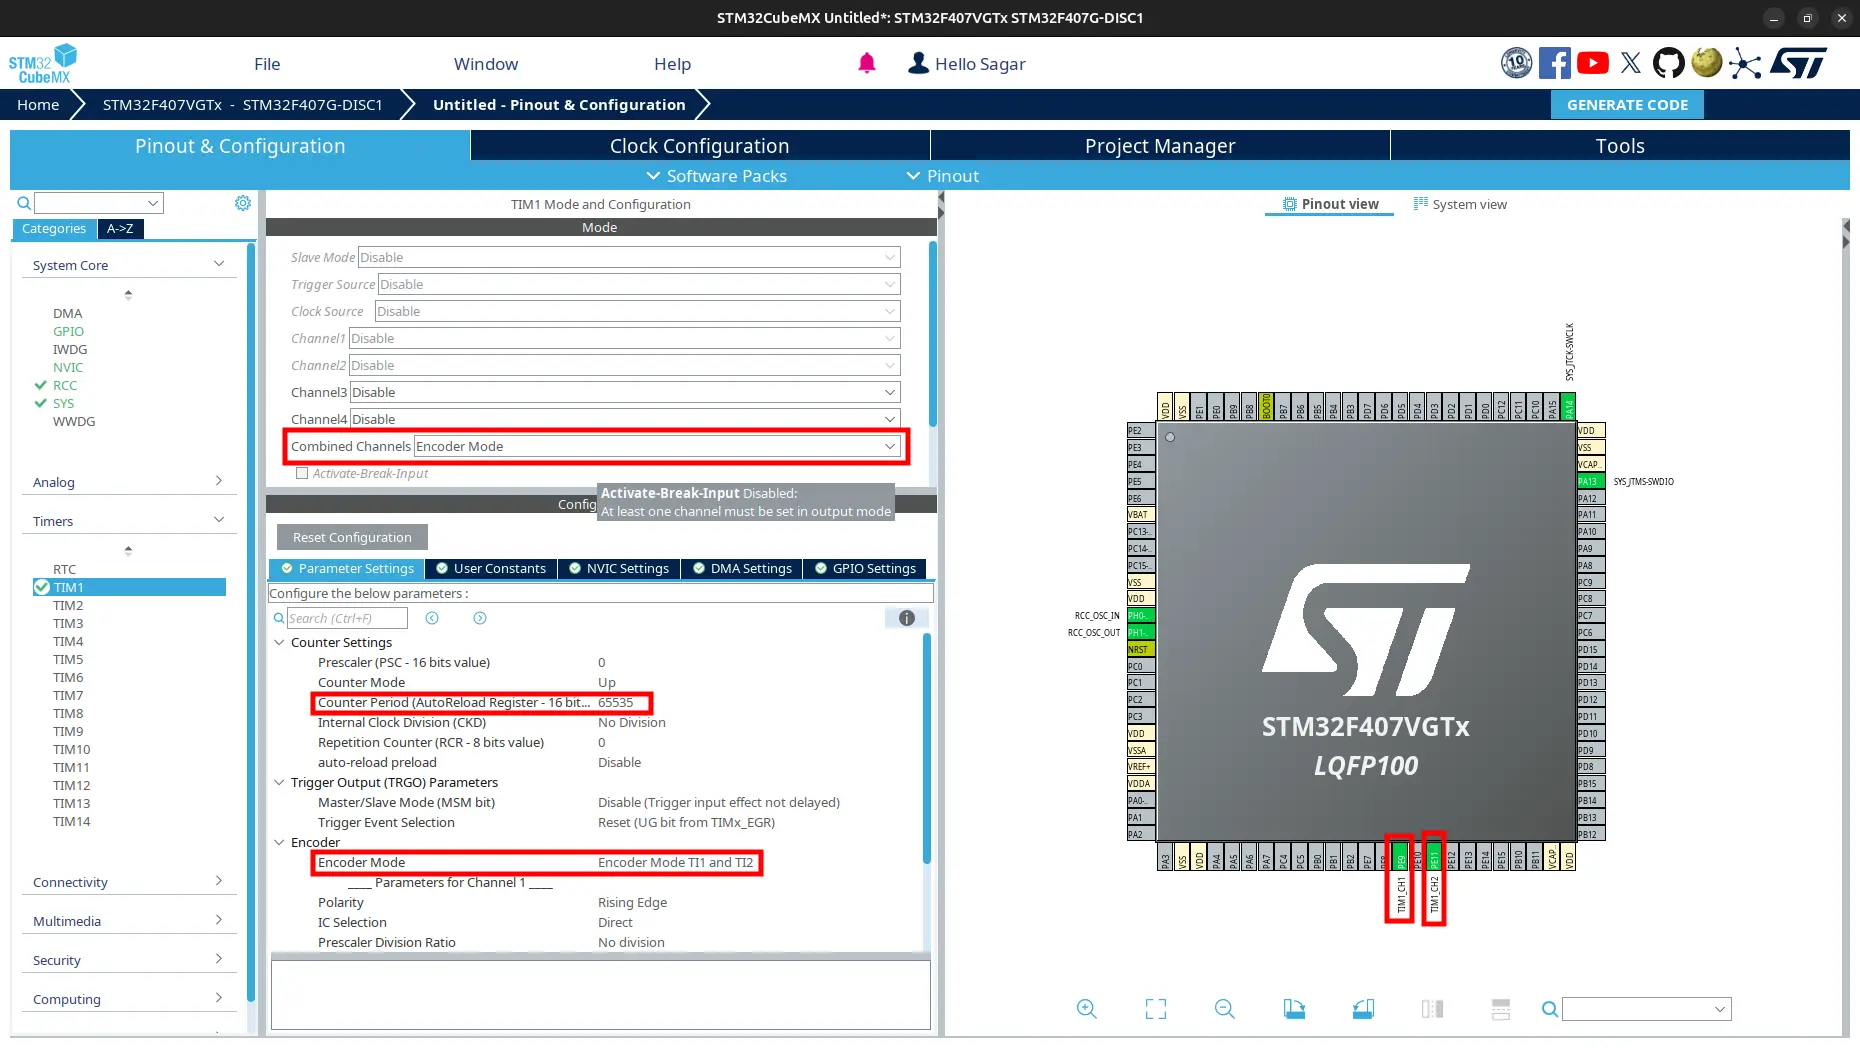 STM32CubeMX Untitled*: STM32F407VGTx STM32F407G-DISC1
STM32
CubeMX
File
Window
Help
Hello Sagar
10
Home
STM32F407VGTx - STM32F407G-DISC1
Untitled - Pinout & Configuration
GENERATE CODE
Pinout & Configuration
Clock Configuration
Project Manager
Tools
Software Packs
Pinout
Categories
A->Z
System Core
DMA
GPIO
IWDG
NVIC
RCC
SYS
WWDG
Analog
Timers
RTC
TIM1
TIM2
TIM3
TIM4
TIM5
TIM6
TIM7
TIM8
TIM9
TIM10
TIM11
TIM12
TIM13
TIM14
Connectivity
Multimedia
Security
Computing
TIM1 Mode and Configuration
Mode
Slave Mode Disable
Trigger Source Disable
Clock Source Disable
Channel1 Disable
Channel2 Disable
Channel3 Disable
Channel4 Disable
Combined Channels Encoder Mode
Activate-Break-Input
Activate-Break-Input Disabled:
At least one channel must be set in output mode
Config
Reset Configuration
Parameter Settings
User Constants
NVIC Settings
DMA Settings
GPIO Settings
Configure the below parameters :
Search (Ctrl+F)
Counter Settings
Prescaler (PSC - 16 bits value) 0
Counter Mode Up
Counter Period (AutoReload Register - 16 bit... 65535
Internal Clock Division (CKD) No Division
Repetition Counter (RCR - 8 bits value) 0
auto-reload preload Disable
Trigger Output (TRGO) Parameters
Master/Slave Mode (MSM bit) Disable (Trigger input effect not delayed)
Trigger Event Selection Reset (UG bit from TIMx_EGR)
Encoder
Encoder Mode Encoder Mode TI1 and TI2
____ Parameters for Channel 1 ____
Polarity Rising Edge
IC Selection Direct
Prescaler Division Ratio No division
Pinout view
System view
SYS_JTCK-SWCLK
VDD
VSS
PE1
PE0
PB9
PB8
BOOT0
PB7
PB6
PB5
PB4
PB3
PD7
PD6
PD5
PD4
PD3
PD2
PD1
PD0
PC12
PC11
PC10
PA15
PA14
PE2
PE3
PE4
PE5
PE6
VBAT
PC13-..
PC14-..
PC15-..
VSS
VDD
RCC_OSC_IN PH0-..
RCC_OSC_OUT PH1-..
NRST
PC0
PC1
PC2
PC3
VDD
VSSA
VREF+
VDDA
PA0-..
PA1
PA2
STM32F407VGTx
LQFP100
VDD
VSS
VCAP..
PA13 SYS_JTMS-SWDIO
PA12
PA11
PA10
PA9
PA8
PC9
PC8
PC7
PC6
PD15
PD14
PD13
PD12
PD11
PD10
PD9
PD8
PB15
PB14
PB13
PB12
PA3
VSS
VDD
PA4
PA5
PA6
PA7
PC4
PC5
PB0
PB1
PB2
PE7
PE8
PE9
PE10
PE11
PE12
PE13
PE14
PE15
PB10
PB11
VCAP..
VDD
TIM1_CH1
TIM1_CH2